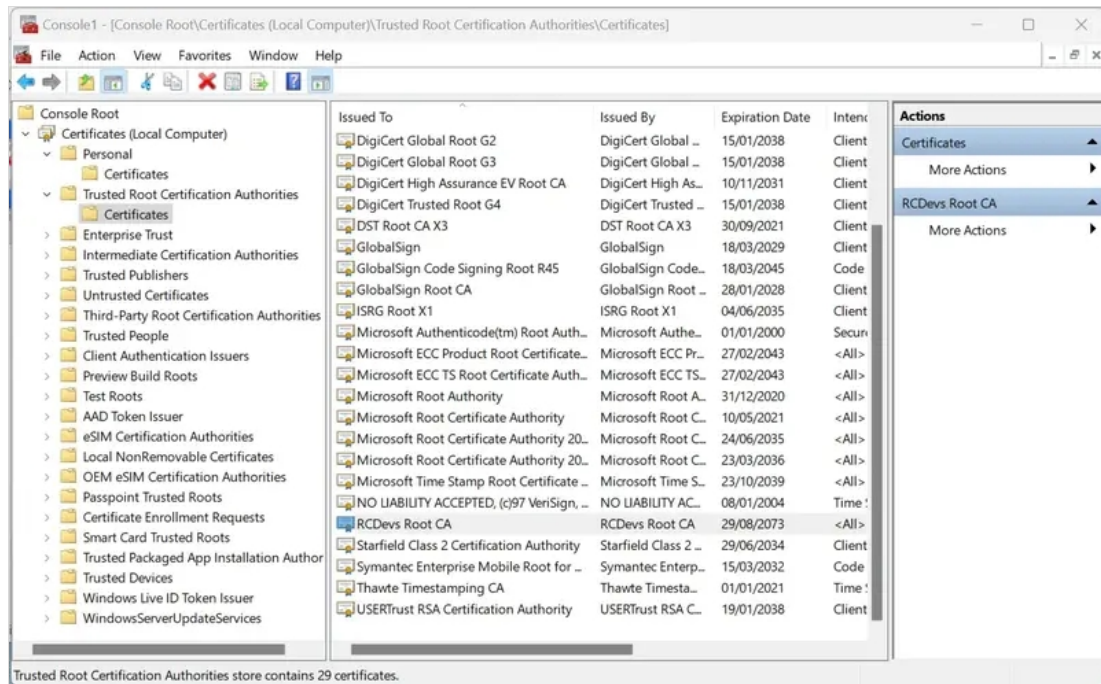 Console1 - [Console Root\Certificates (Local Computer)\Trusted Root Certification Authorities\Certificates]
File Action View Favorites Window Help
Console Root
Certificates (Local Computer)
Personal
Certificates
Trusted Root Certification Authorities
Certificates
Enterprise Trust
Intermediate Certification Authorities
Trusted Publishers
Untrusted Certificates
Third-Party Root Certification Authorities
Trusted People
Client Authentication Issuers
Preview Build Roots
Test Roots
AAD Token Issuer
eSIM Certification Authorities
Local NonRemovable Certificates
OEM eSIM Certification Authorities
Passpoint Trusted Roots
Certificate Enrollment Requests
Smart Card Trusted Roots
Trusted Packaged App Installation Author
Trusted Devices
Windows Live ID Token Issuer
WindowsServerUpdateServices
Issued To Issued By Expiration Date Intenc
DigiCert Global Root G2 DigiCert Global ... 15/01/2038 Client
DigiCert Global Root G3 DigiCert Global ... 15/01/2038 Client
DigiCert High Assurance EV Root CA DigiCert High As... 10/11/2031 Client
DigiCert Trusted Root G4 DigiCert Trusted ... 15/01/2038 Client
DST Root CA X3 DST Root CA X3 30/09/2021 Client
GlobalSign GlobalSign 18/03/2029 Client
GlobalSign Code Signing Root R45 GlobalSign Code... 18/03/2045 Code
GlobalSign Root CA GlobalSign Root ... 28/01/2028 Client
ISRG Root X1 ISRG Root X1 04/06/2035 Client
Microsoft Authenticode(tm) Root Auth... Microsoft Authe... 01/01/2000 Secure
Microsoft ECC Product Root Certificate... Microsoft ECC Pr... 27/02/2043 <All>
Microsoft ECC TS Root Certificate Auth... Microsoft ECC TS... 27/02/2043 <All>
Microsoft Root Authority Microsoft Root A... 31/12/2020 <All>
Microsoft Root Certificate Authority Microsoft Root C... 10/05/2021 <All>
Microsoft Root Certificate Authority 20... Microsoft Root C... 24/06/2035 <All>
Microsoft Root Certificate Authority 20... Microsoft Root C... 23/03/2036 <All>
Microsoft Time Stamp Root Certificate ... Microsoft Time S... 23/10/2039 <All>
NO LIABILITY ACCEPTED, (c)97 VeriSign, ... NO LIABILITY AC... 08/01/2004 Time S
RCDevs Root CA RCDevs Root CA 29/08/2073 <All>
Starfield Class 2 Certification Authority Starfield Class 2 ... 29/06/2034 Client
Symantec Enterprise Mobile Root for ... Symantec Enterp... 15/03/2032 Code
Thawte Timestamping CA Thawte Timesta... 01/01/2021 Time S
USERTrust RSA Certification Authority USERTrust RSA C... 19/01/2038 Client
Actions
Certificates
More Actions
RCDevs Root CA
More Actions
Trusted Root Certification Authorities store contains 29 certificates.